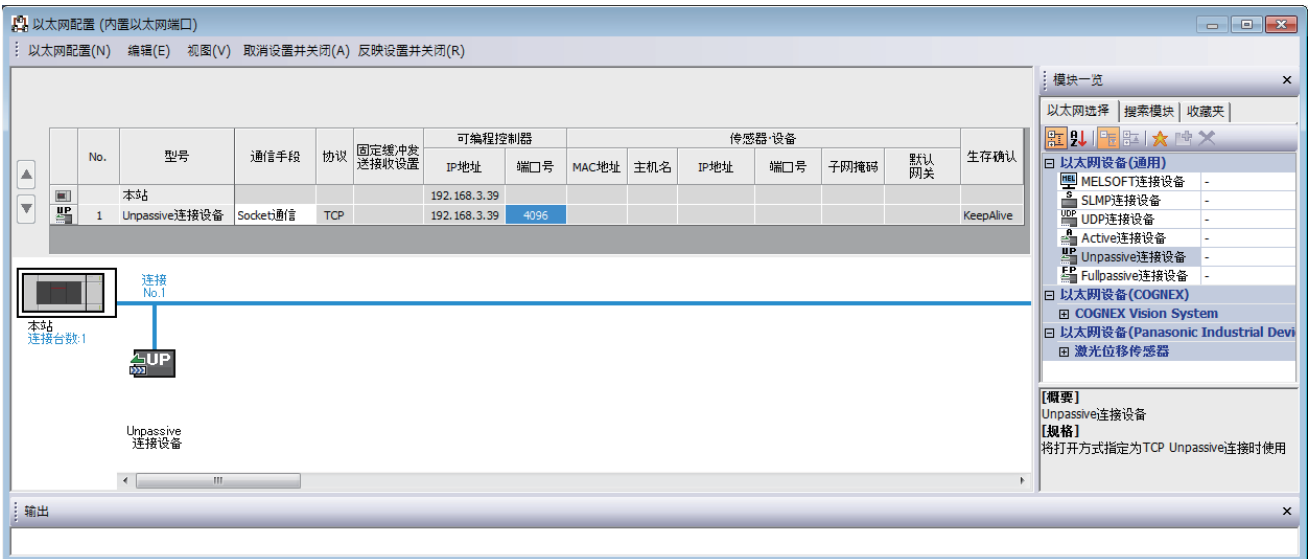 以太网配置 (内置以太网端口)
以太网配置(N) 编辑(E) 视图(V) 取消设置并关闭(A) 反映设置并关闭(R)
No. 型号 通信手段 协议 固定缓冲发送接收设置 可编程控制器 传感器·设备 生存确认
IP地址 端口号 MAC地址 主机名 IP地址 端口号 子网掩码 默认网关
本站 192.168.3.39
1 Unpassive连接设备 Socket通信 TCP 192.168.3.39 4096 KeepAlive
连接
No.1
本站
连接台数:1
UP
Unpassive
连接设备
模块一览
以太网选择 搜索模块 收藏夹
以太网设备(通用)
MELSOFT连接设备 -
SLMP连接设备 -
UDP连接设备 -
Active连接设备 -
Unpassive连接设备 -
Fullpassive连接设备 -
以太网设备(COGNEX)
COGNEX Vision System
以太网设备(Panasonic Industrial Devi
激光位移传感器
[概要]
Unpassive连接设备
[规格]
将打开方式指定为TCP Unpassive连接时使用
输出